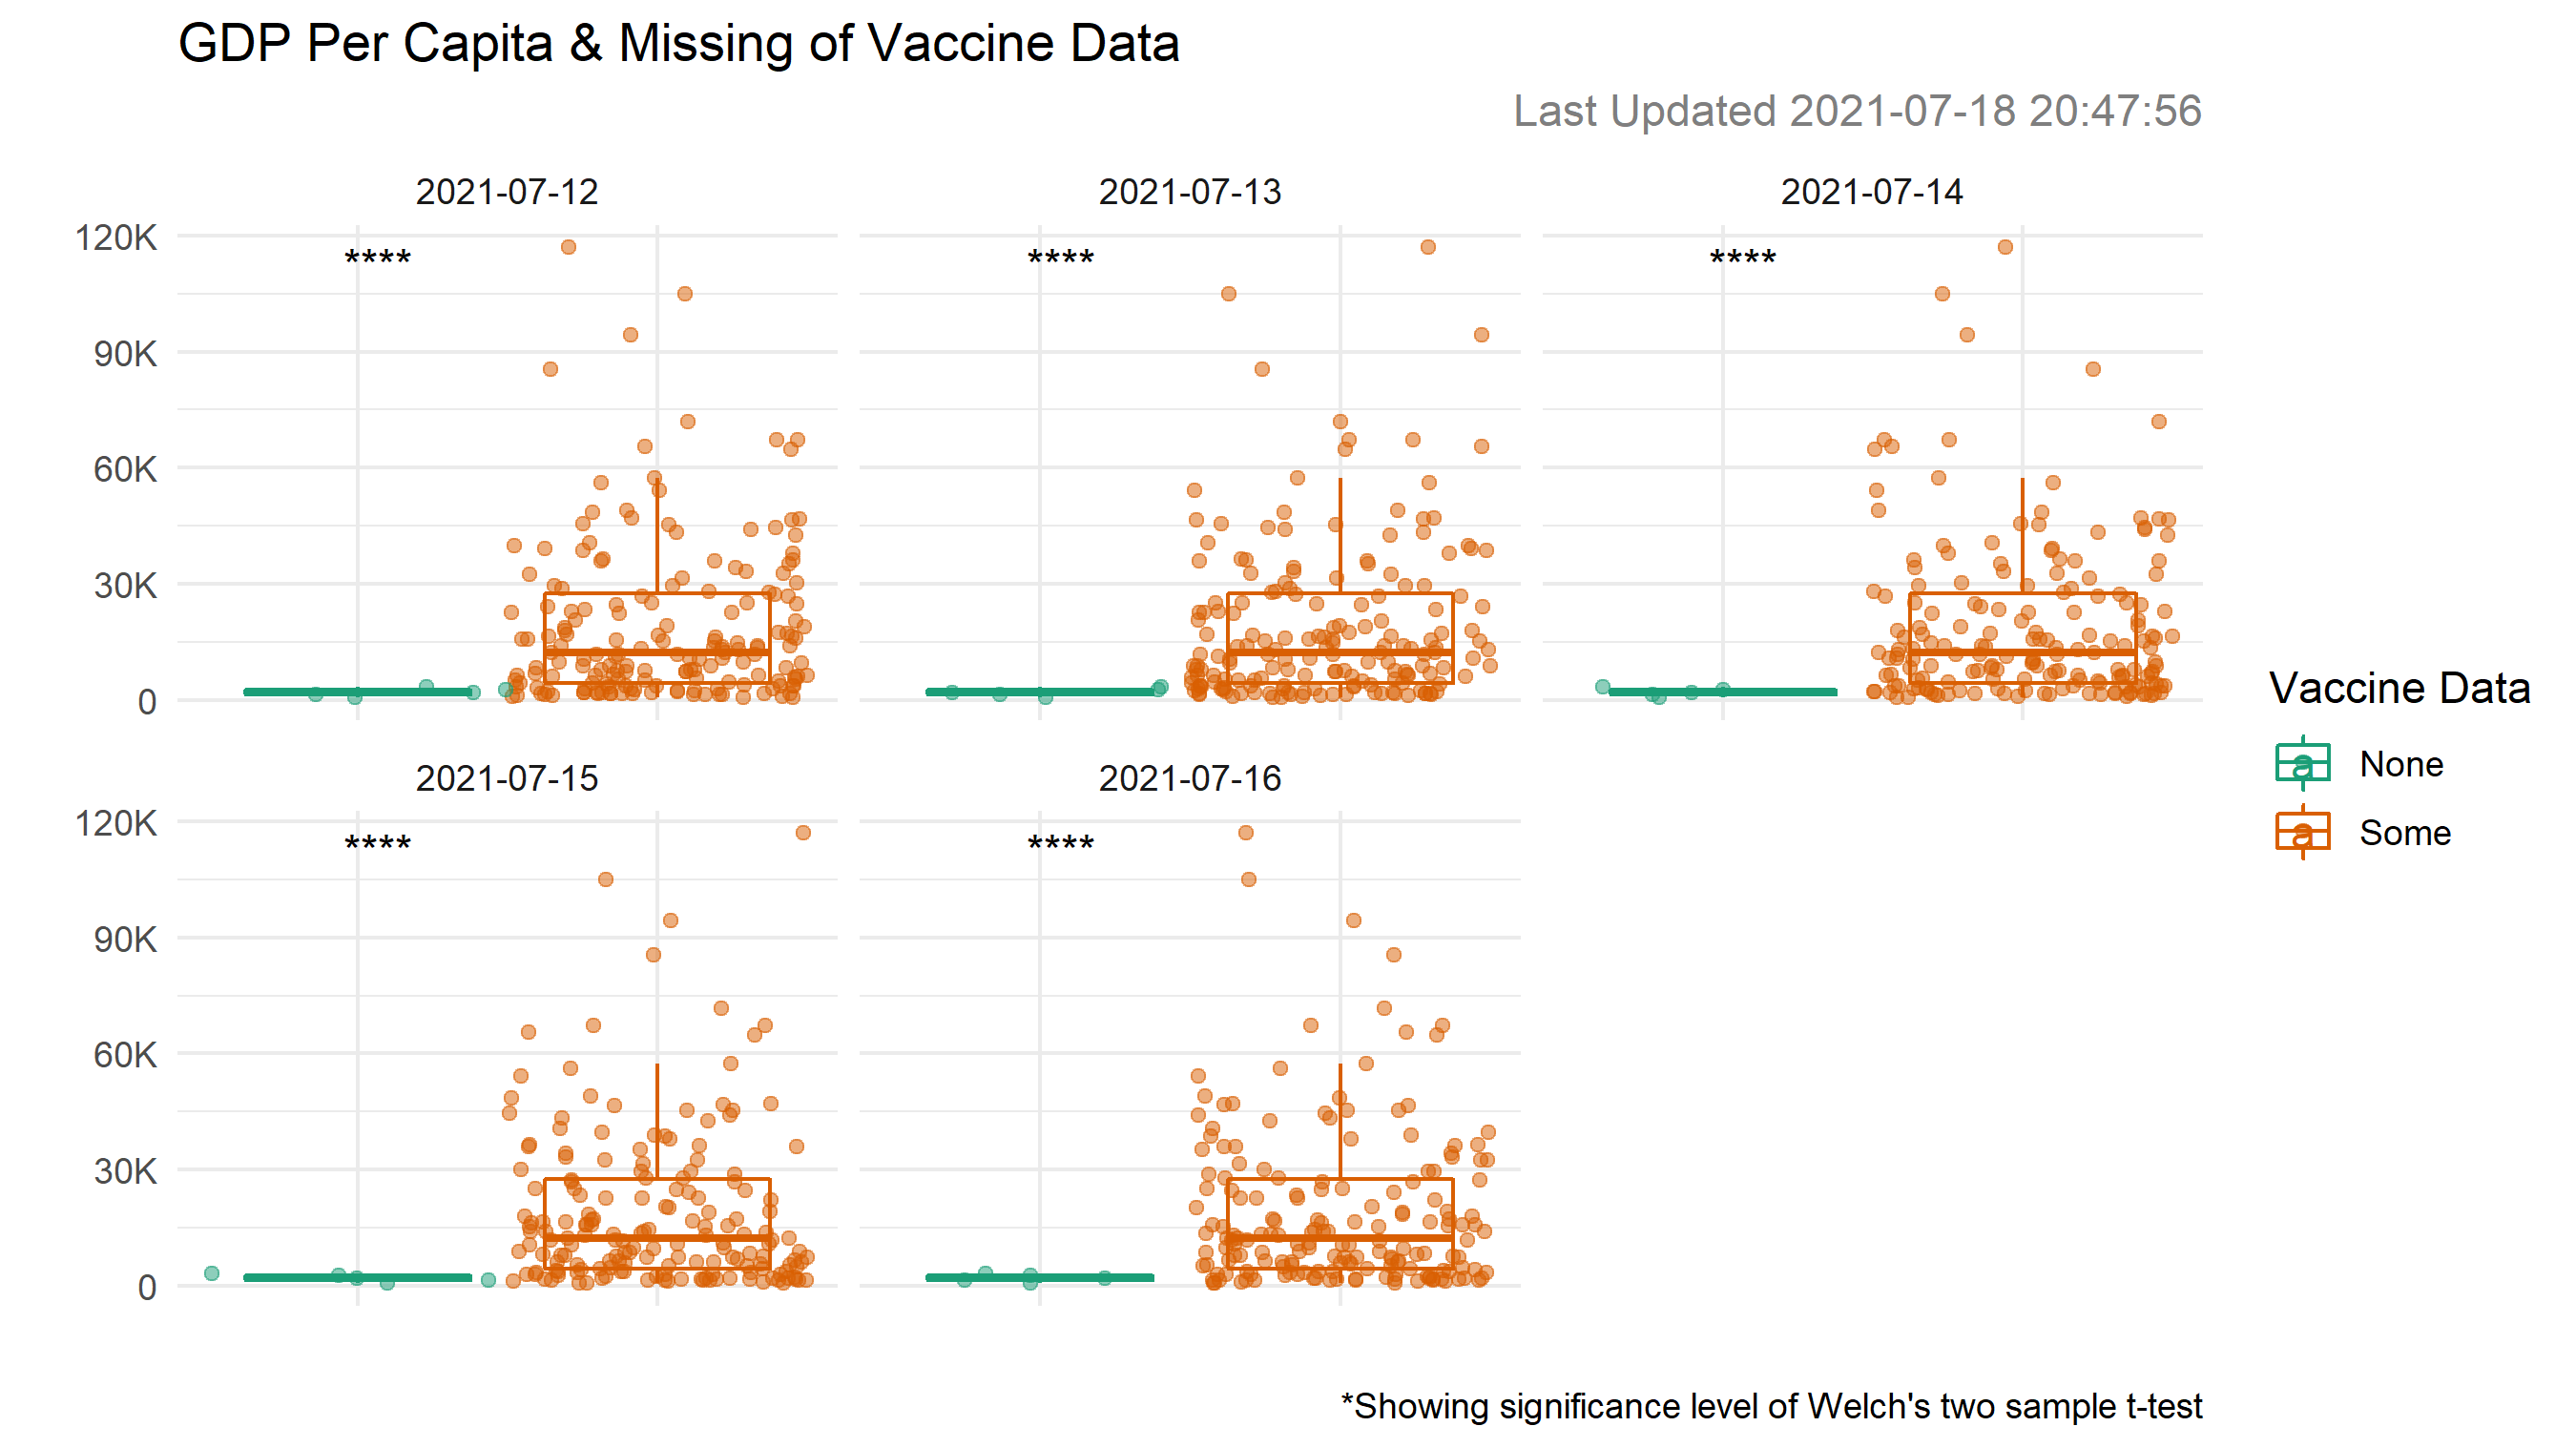 GDP Per Capita & Missing of Vaccine Data
Last Updated 2021-07-18 20:47:56
2021-07-12
2021-07-13
2021-07-14
120K
90K
60K
30K
0
****
****
****
2021-07-15
2021-07-16
120K
90K
60K
30K
0
****
****
Vaccine Data
a None
a Some
*Showing significance level of Welch's two sample t-test